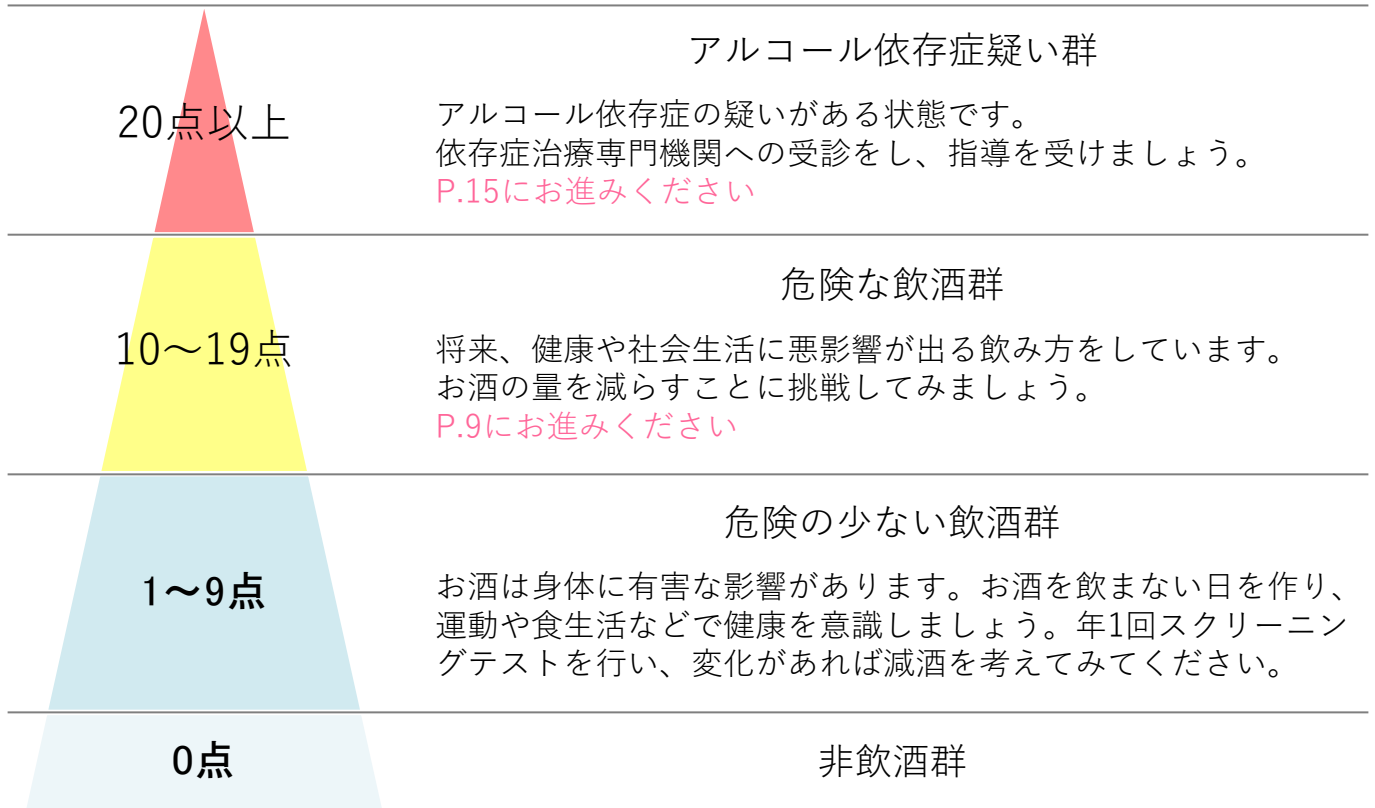 アルコール依存症疑い群
20点以上
アルコール依存症の疑いがある状態です。
依存症治療専門機関への受診をし、指導を受けましょう。
P.15にお進みください
危険な飲酒群
10〜19点
将来、健康や社会生活に悪影響が出る飲み方をしています。
お酒の量を減らすことに挑戦してみましょう。
P.9にお進みください
危険の少ない飲酒群
1〜9点
お酒は身体に有害な影響があります。お酒を飲まない日を作り、
運動や食生活などで健康を意識しましょう。年1回スクリーニン
グテストを行い、変化があれば減酒を考えてみてください。
0点
非飲酒群